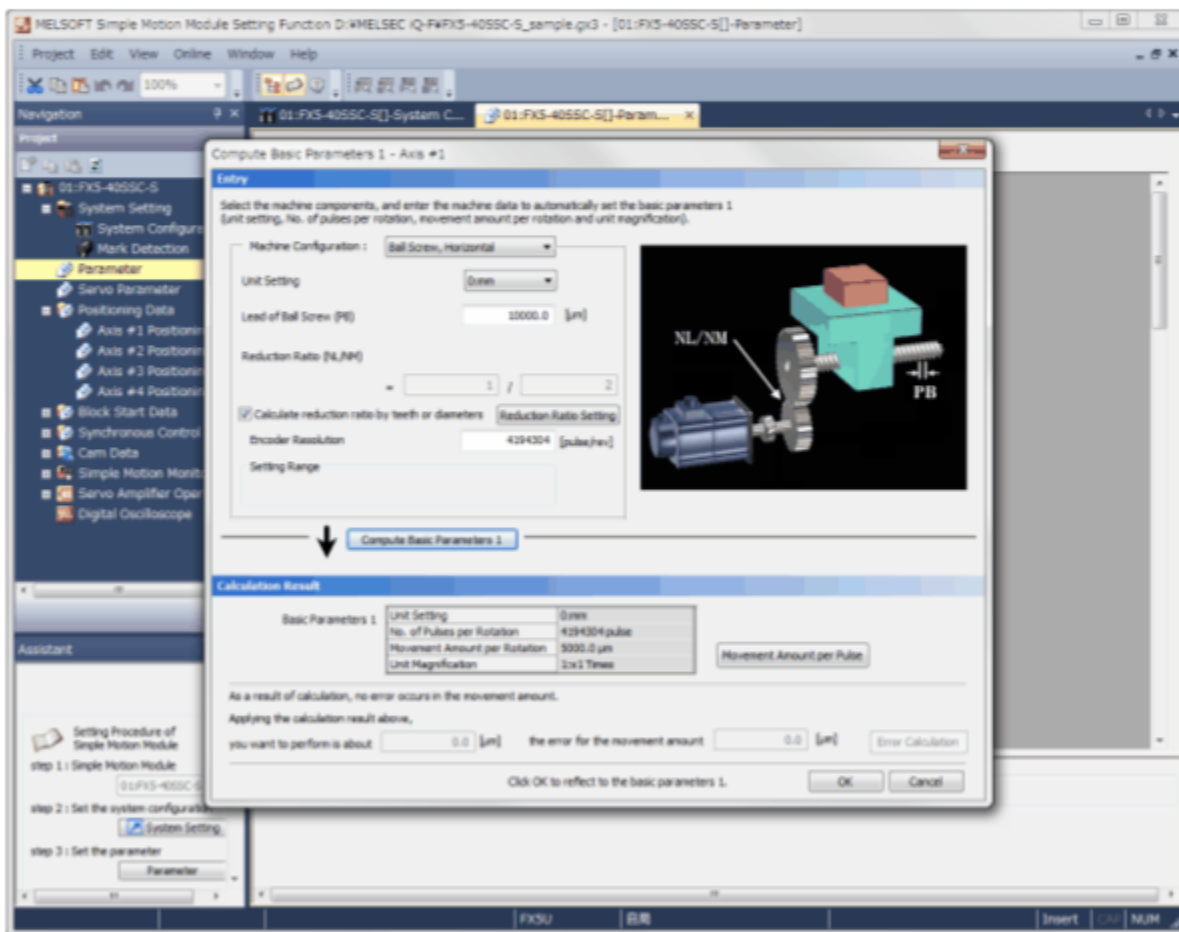 MELSOFT Simple Motion Module Setting Function D:¥MELSEC iQ-F¥FX5-40SSC-S_sample.gx3 - [01:FX5-40SSC-S[]-Parameter]
Project Edit View Online Window Help
100%
Navigation
01:FX5-40SSC-S[]-System C...
01:FX5-40SSC-S[]-Param...
Project
01:FX5-40SSC-S
System Setting
System Configura
Mark Detection
Parameter
Servo Parameter
Positioning Data
Axis #1 Positionin
Axis #2 Positionin
Axis #3 Positionin
Axis #4 Positionin
Block Start Data
Synchronous Control
Cam Data
Simple Motion Monito
Servo Amplifier Oper
Digital Oscilloscope
Compute Basic Parameters 1 - Axis #1
Entry
Select the machine components, and enter the machine data to automatically set the basic parameters 1
(unit setting, No. of pulses per rotation, movement amount per rotation and unit magnification).
Machine Configuration : Ball Screw, Horizontal
Unit Setting 0:mm
Lead of Ball Screw (PB) 10000.0 [μm]
Reduction Ratio (NL/NM)
= 1 / 2
Calculate reduction ratio by teeth or diameters Reduction Ratio Setting
Encoder Resolution 4194304 [pulse/rev]
Setting Range
NL/NM
PB
Compute Basic Parameters 1
Calculation Result
Basic Parameters 1
Unit Setting 0:mm
No. of Pulses per Rotation 4194304 pulse
Movement Amount per Rotation 5000.0 μm
Unit Magnification 1:x1 Times
Movement Amount per Pulse
As a result of calculation, no error occurs in the movement amount.
Applying the calculation result above,
you want to perform is about 0.0 [μm] the error for the movement amount 0.0 [μm] Error Calculation
Click OK to reflect to the basic parameters 1. OK Cancel
Assistant
Setting Procedure of
Simple Motion Module
step 1 : Simple Motion Module
01:FX5-40SSC-S
step 2 : Set the system configuration
System Setting
step 3 : Set the parameter
Parameter
FX5U 自局 Insert CAP NUM